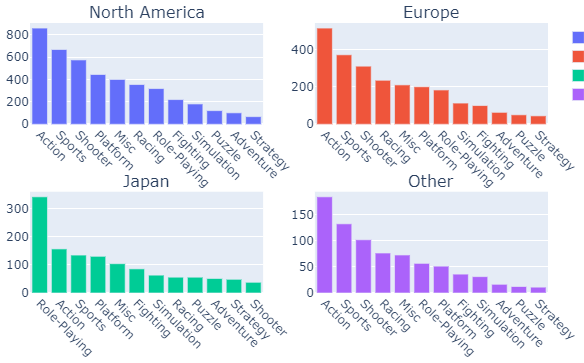 North America
Europe
800
600
400
200
0
Action
Sports
Shooter
Platform
Misc
Racing
Role-Playing
Fighting
Simulation
Puzzle
Adventure
Strategy
400
200
0
Action
Sports
Shooter
Racing
Misc
Platform
Role-Playing
Simulation
Fighting
Adventure
Puzzle
Strategy
Japan
Other
300
200
100
0
Role-Playing
Action
Sports
Platform
Misc
Fighting
Simulation
Racing
Puzzle
Adventure
Strategy
Shooter
150
100
50
0
Action
Sports
Shooter
Racing
Misc
Role-Playing
Platform
Fighting
Simulation
Adventure
Puzzle
Strategy